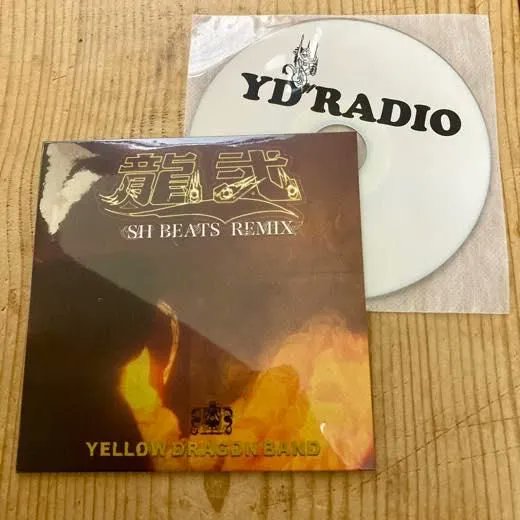 YD RADIO
龍弐
SH BEATS REMIX
YELLOW DRAGON BAND